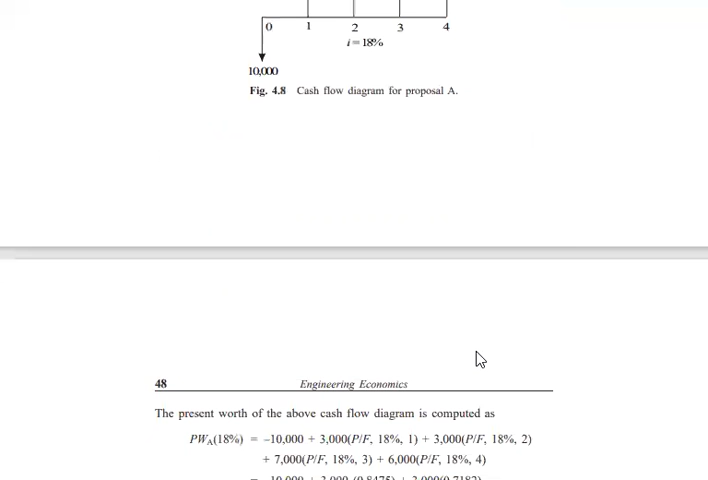 0 1 2 3 4
i = 18%
10,000
Fig. 4.8 Cash flow diagram for proposal A.
48 Engineering Economics
The present worth of the above cash flow diagram is computed as
PWA(18%) = –10,000 + 3,000(P/F, 18%, 1) + 3,000(P/F, 18%, 2)
+ 7,000(P/F, 18%, 3) + 6,000(P/F, 18%, 4)